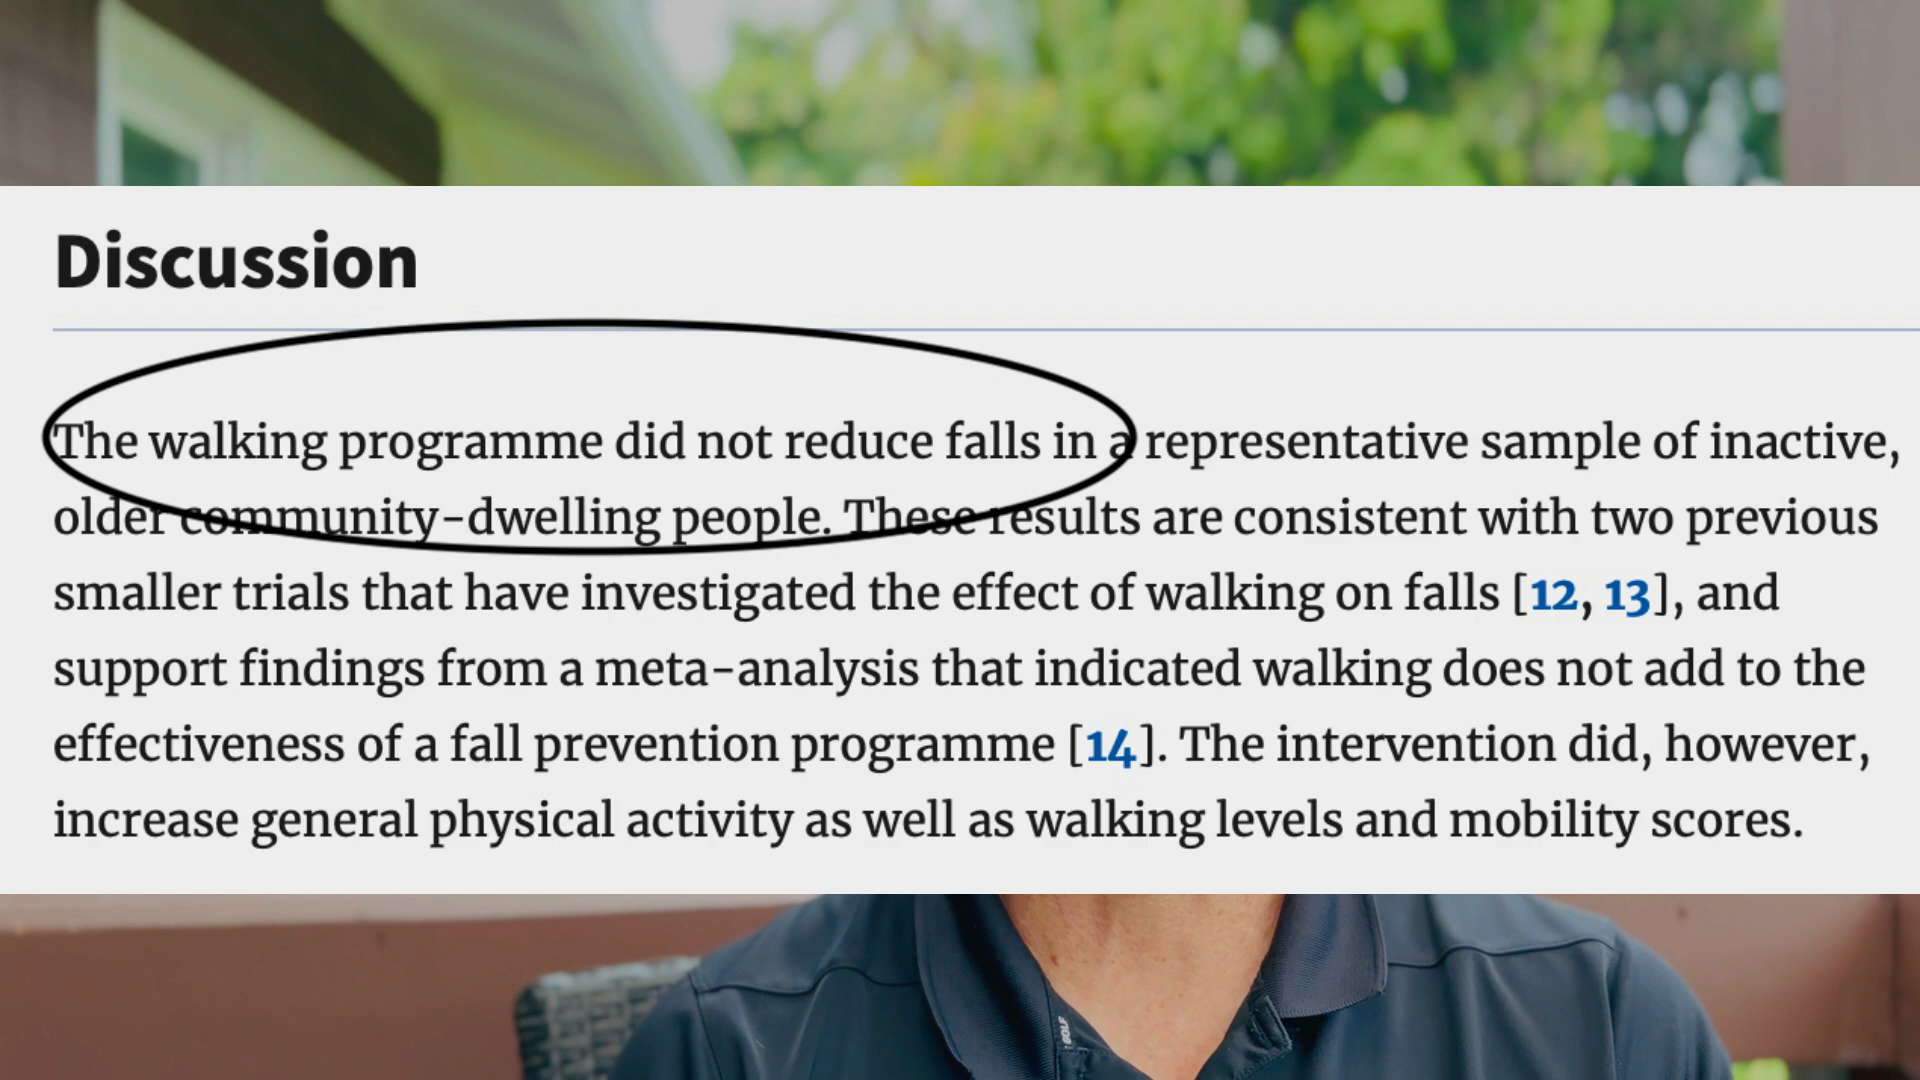 Discussion
The walking programme did not reduce falls in a representative sample of inactive,
older community-dwelling people. These results are consistent with two previous
smaller trials that have investigated the effect of walking on falls [12, 13], and
support findings from a meta-analysis that indicated walking does not add to the
effectiveness of a fall prevention programme [14]. The intervention did, however,
increase general physical activity as well as walking levels and mobility scores.
GOLF